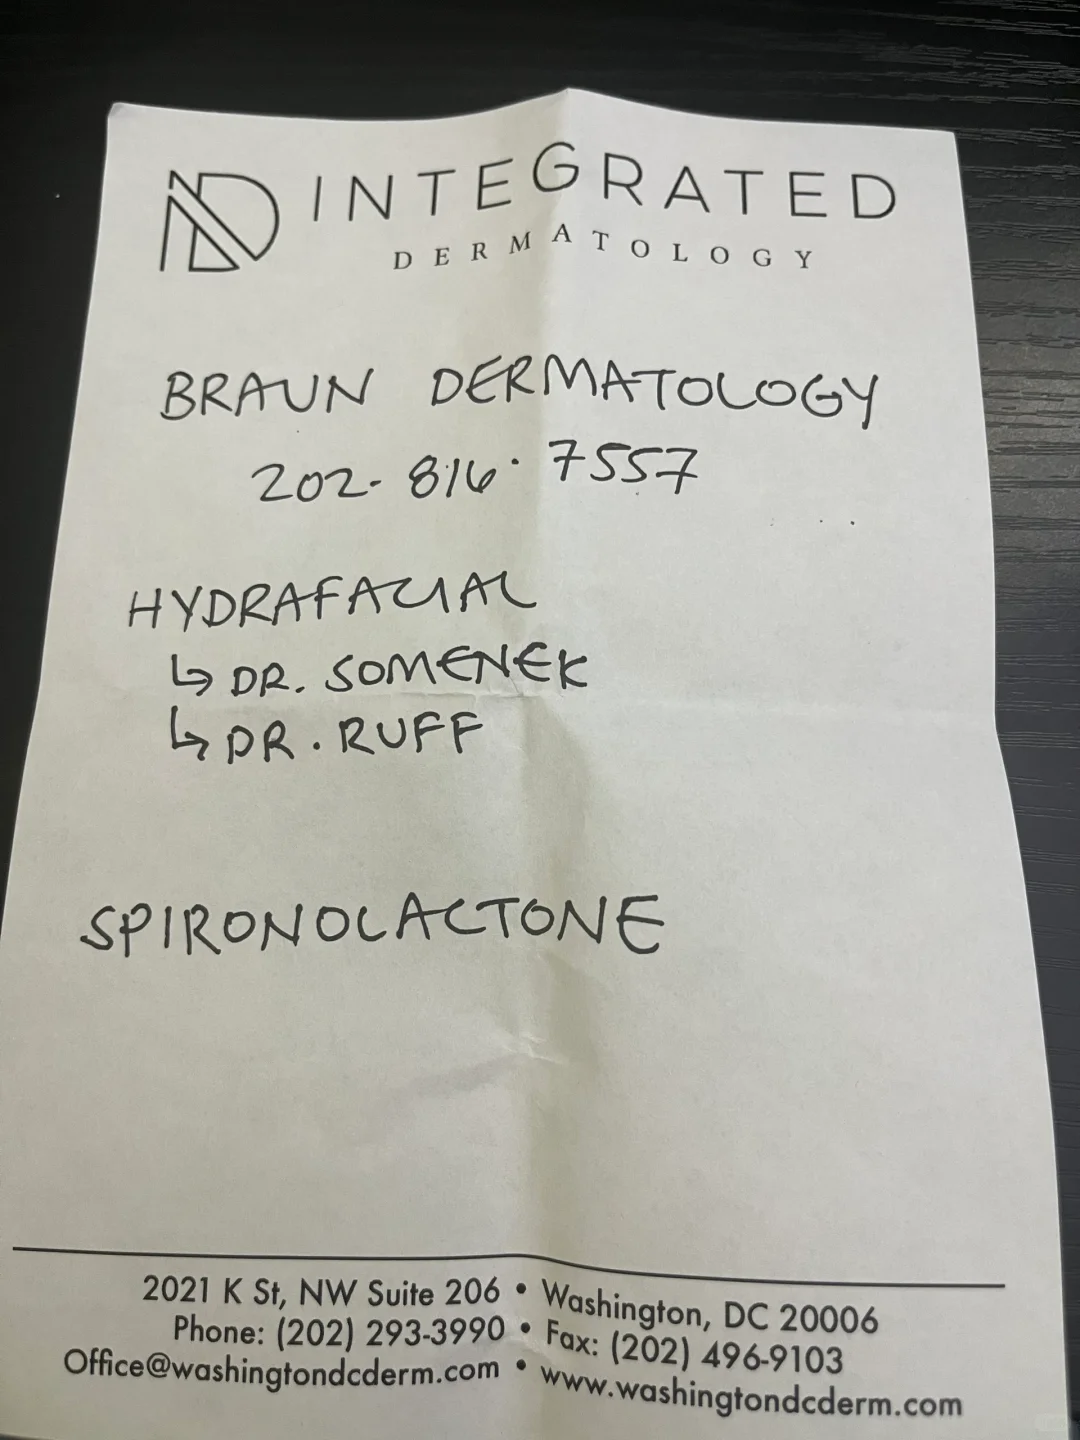 INTEGRATED
DERMATOLOGY
BRAUN DERMATOLOGY
202-816·7557
HYDRAFACIAL
↳ DR. SOMENEK
↳ DR. RUFF
SPIRONOLACTONE
2021 K St, NW Suite 206 • Washington, DC 20006
Phone: (202) 293-3990 • Fax: (202) 496-9103
Office@washingtondcderm.com • www.washingtondcderm.com